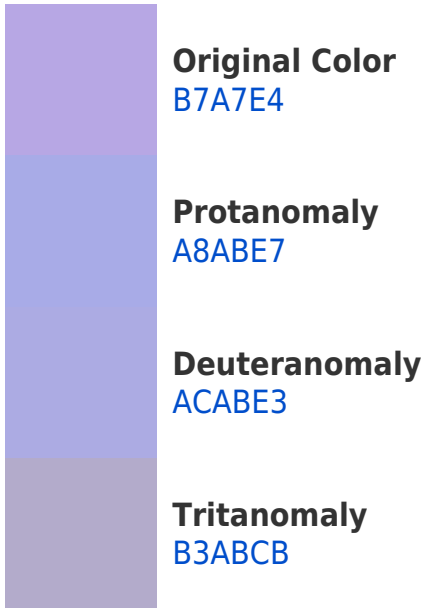 Original Color
B7A7E4
Protanomaly
A8ABE7
Deuteranomaly
ACABE3
Tritanomaly
B3ABCB